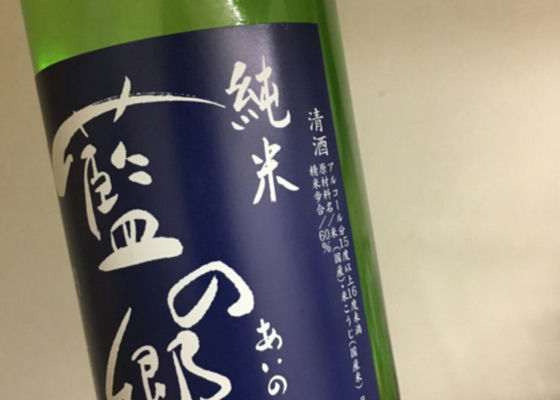 純米
藍の郷
あいの
清酒
アルコール分15度以上16度未満
原材料名/米(国産)・米こうじ(国産米)
精米歩合/60%